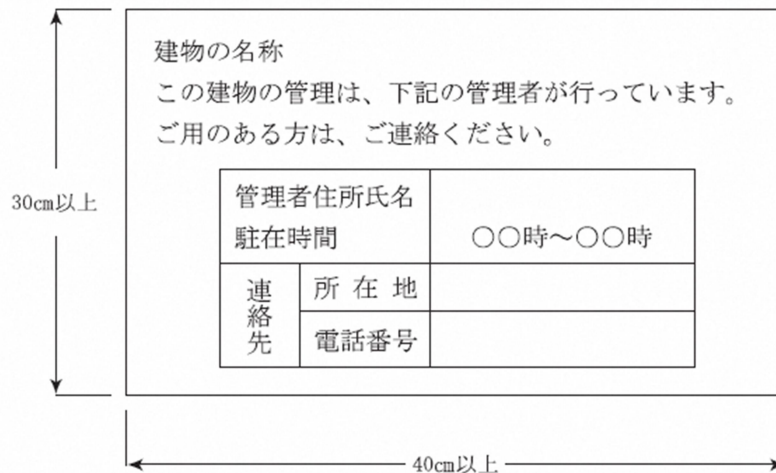 建物の名称
この建物の管理は、下記の管理者が行っています。
ご用のある方は、ご連絡ください。
30cm以上
管理者住所氏名
駐在時間 ○○時～○○時
連絡先
所在地
電話番号
40cm以上